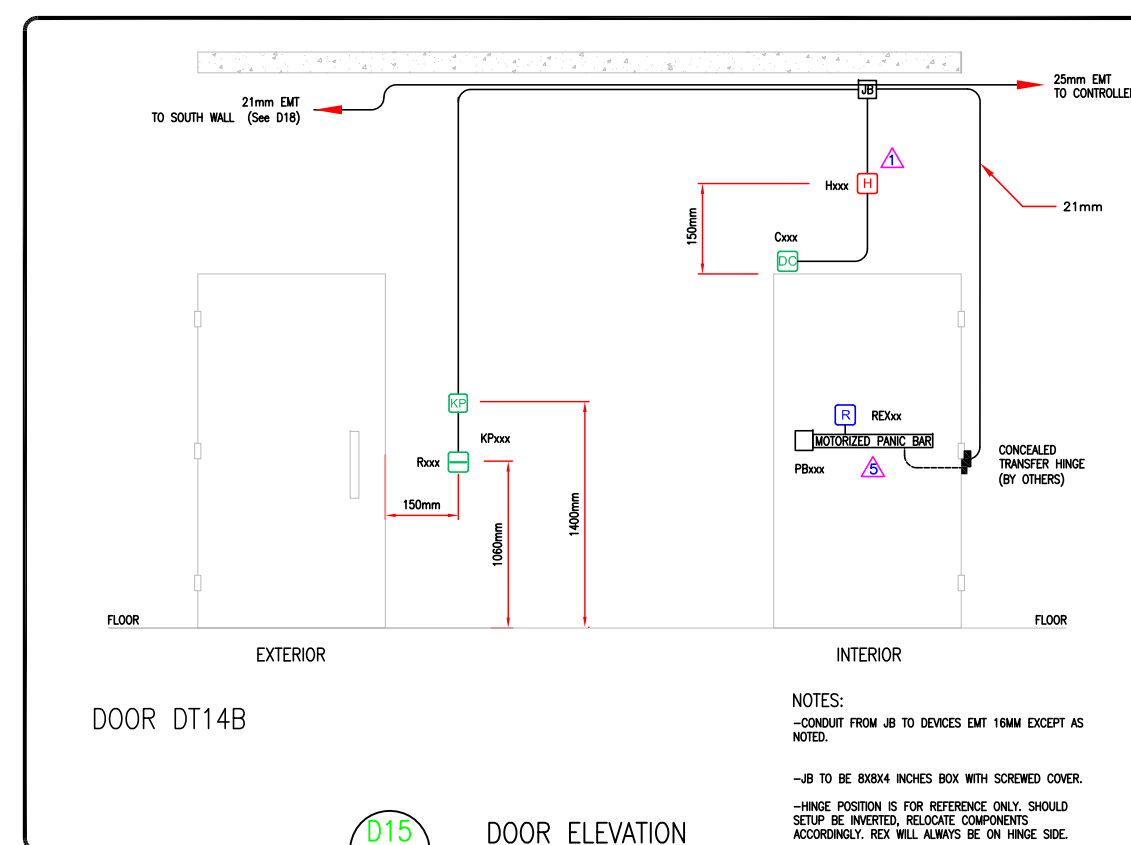 21mm EMT
TO SOUTH WALL (See D18)
JB
25mm EMT
TO CONTROLLER
1
Hxxx
H
21mm
150mm
Cxxx
DC
KP
KPxxx
Rxxx
150mm
1060mm
1400mm
R
REXxx
MOTORIZED PANIC BAR
PBxxx
5
CONCEALED
TRANSFER HINGE
(BY OTHERS)
FLOOR
FLOOR
EXTERIOR
INTERIOR
DOOR DT14B
NOTES:
-CONDUIT FROM JB TO DEVICES EMT 16MM EXCEPT AS
NOTED.
-JB TO BE 8X8X4 INCHES BOX WITH SCREWED COVER.
-HINGE POSITION IS FOR REFERENCE ONLY. SHOULD
SETUP BE INVERTED, RELOCATE COMPONENTS
ACCORDINGLY. REX WILL ALWAYS BE ON HINGE SIDE.
D15
DOOR ELEVATION